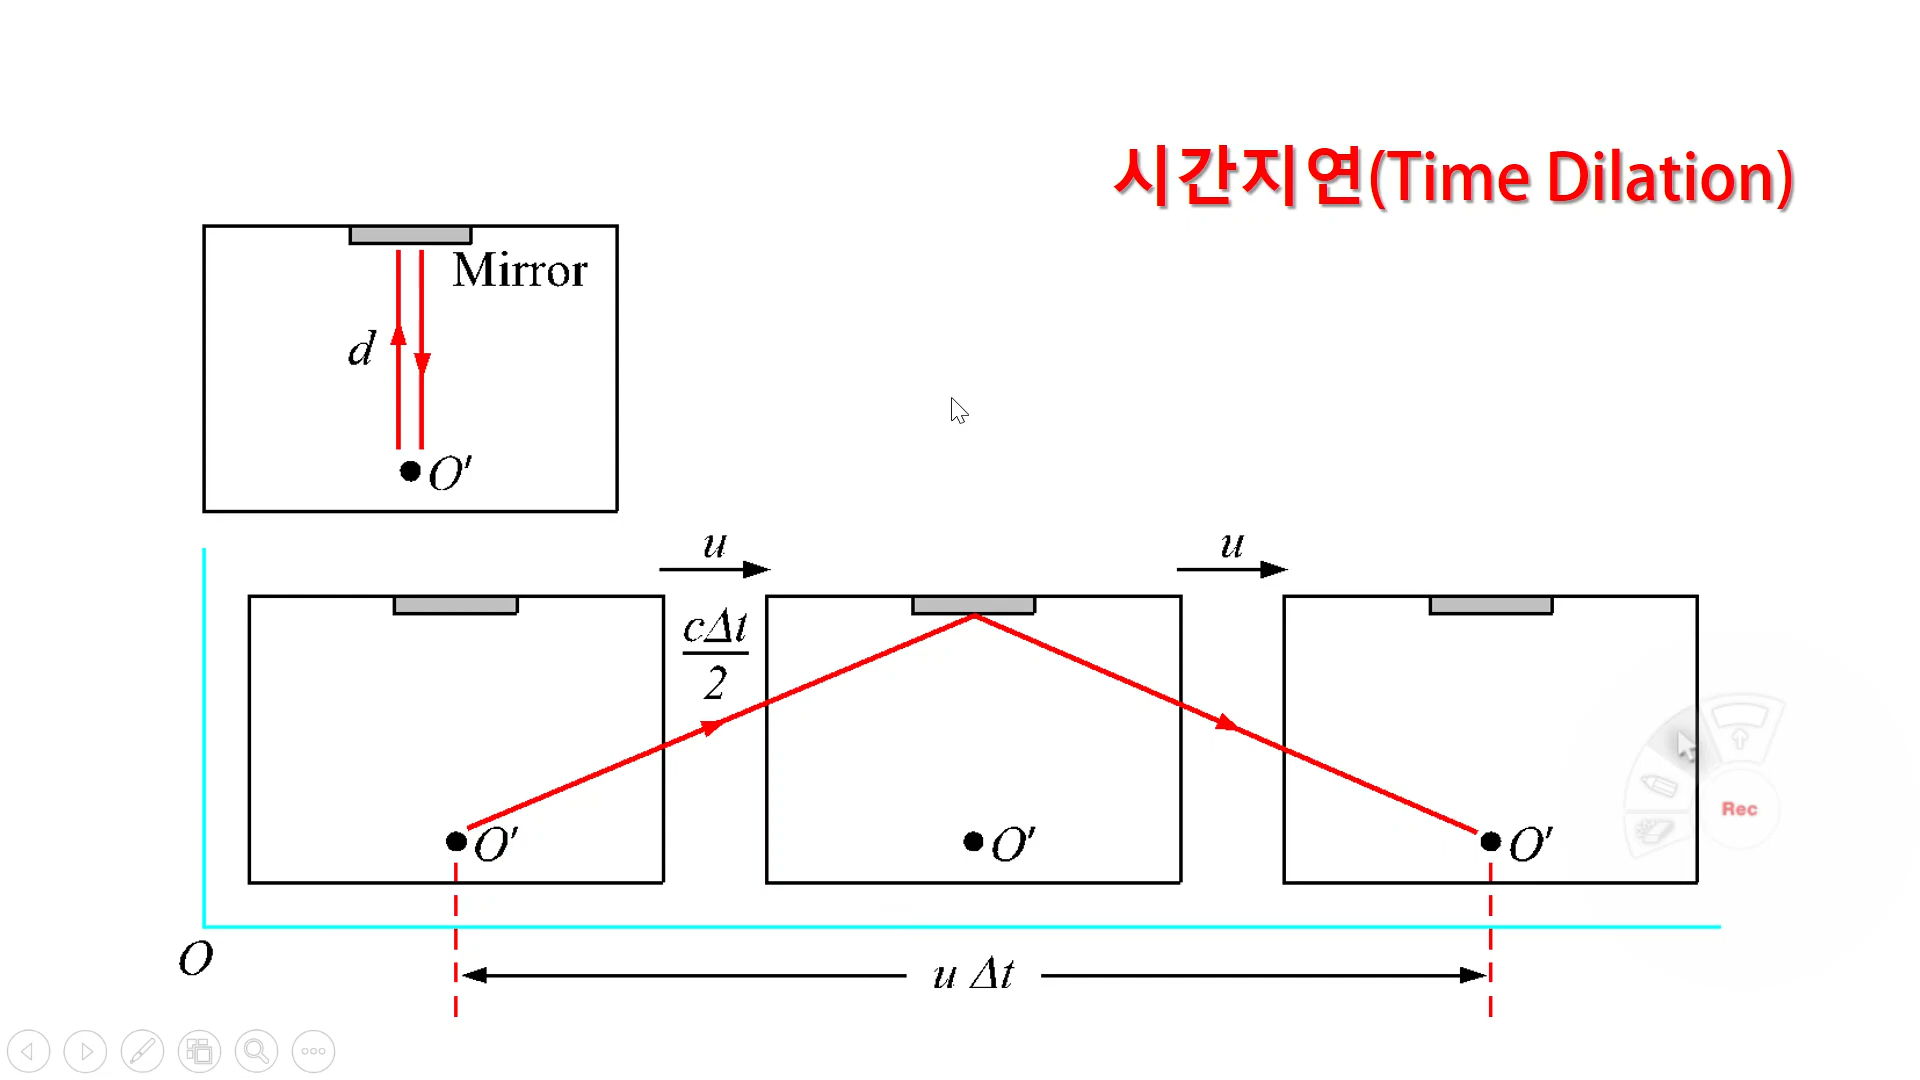 시간지연(Time Dilation)
Mirror
d
O'
u
u
cΔt
2
O'
O'
O'
Rec
O
u Δt